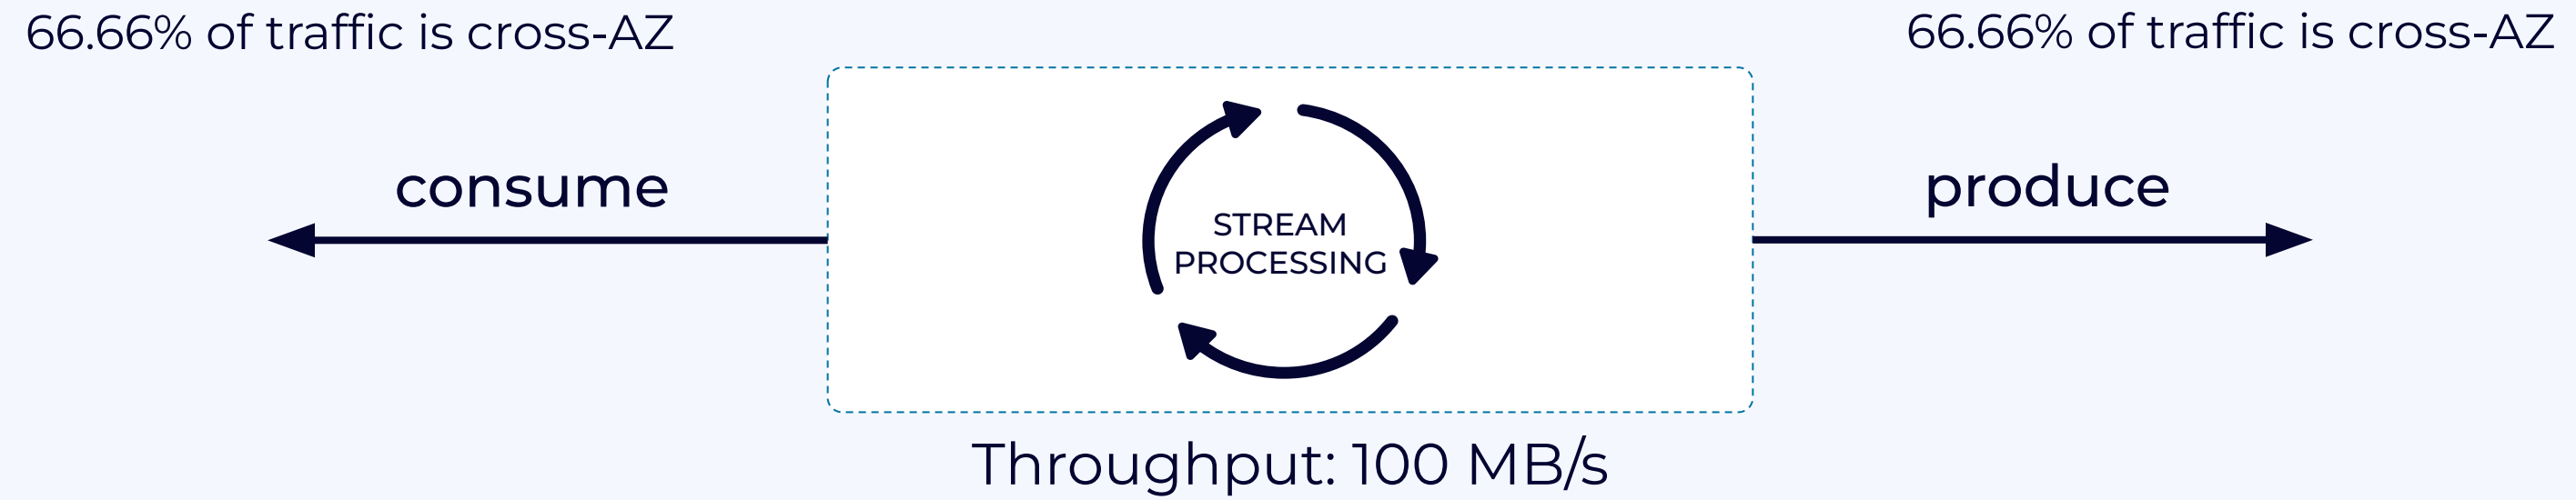 66.66% of traffic is cross-AZ
66.66% of traffic is cross-AZ
consume
produce
STREAM
PROCESSING
Throughput: 100 MB/s